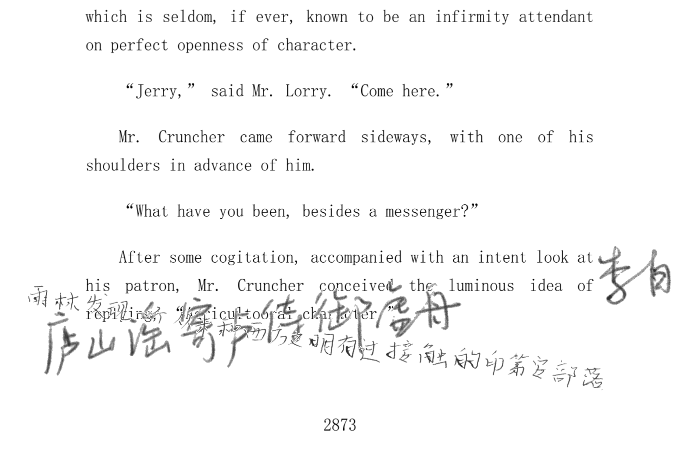 which is seldom, if ever, known to be an infirmity attendant
on perfect openness of character.
“Jerry,” said Mr. Lorry. “Come here.”
Mr. Cruncher came forward sideways, with one of his
shoulders in advance of him.
“What have you been, besides a messenger?”
After some cogitation, accompanied with an intent look at
his patron, Mr. Cruncher conceived the luminous idea of
replying, “Agricultooral character.”
李白
庐山谣寄卢侍御虚舟
雨林发现 有过接触的印第安部落
2873